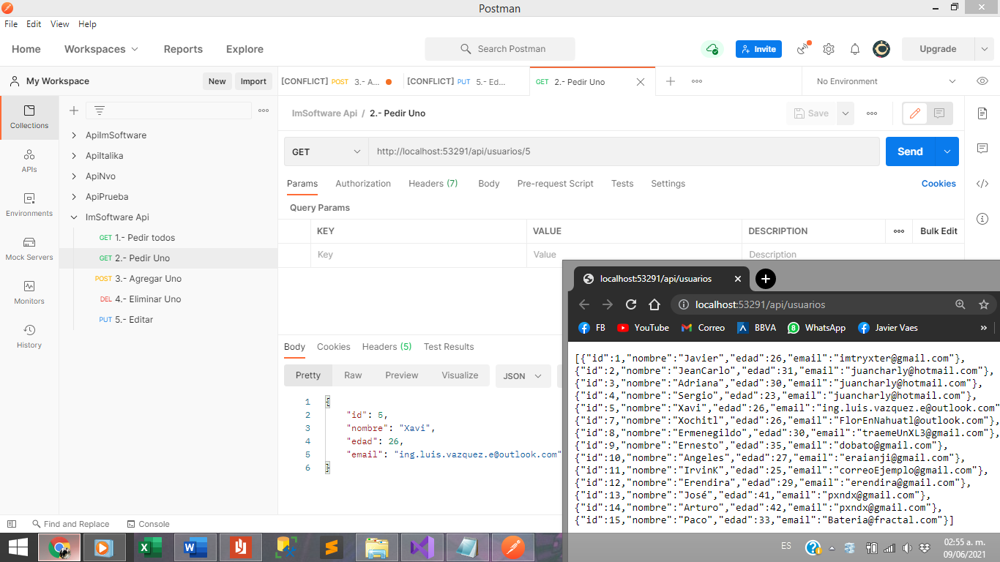 Postman
File Edit View Help
Home Workspaces Reports Explore Search Postman Invite Upgrade
My Workspace New Import
[CONFLICT] POST 3.- A... [CONFLICT] PUT 5.- Ed... GET 2.- Pedir Uno No Environment
Collections
APIs
Environments
Mock Servers
Monitors
History
ApiImSoftware
ApiItalika
ApiNvo
ApiPrueba
ImSoftware Api
GET 1.- Pedir todos
GET 2.- Pedir Uno
POST 3.- Agregar Uno
DEL 4.- Eliminar Uno
PUT 5.- Editar
ImSoftware Api / 2.- Pedir Uno Save
GET http://localhost:53291/api/usuarios/5 Send
Params Authorization Headers (7) Body Pre-request Script Tests Settings Cookies
Query Params
KEY VALUE DESCRIPTION Bulk Edit
Key Value Description
Body Cookies Headers (5) Test Results
Pretty Raw Preview Visualize JSON
1 {
2 "id": 5,
3 "nombre": "Xavi",
4 "edad": 26,
5 "email": "ing.luis.vazquez.e@outlook.com"
6 }
localhost:53291/api/usuarios
localhost:53291/api/usuarios
FB YouTube Correo BBVA WhatsApp Javier Vaes »
[{"id":1,"nombre":"Javier","edad":26,"email":"imtryxter@gmail.com"},
{"id":2,"nombre":"JeanCarlo","edad":31,"email":"juancharly@hotmail.com"},
{"id":3,"nombre":"Adriana","edad":30,"email":"juancharly@hotmail.com"},
{"id":4,"nombre":"Sergio","edad":23,"email":"juancharly@hotmail.com"},
{"id":5,"nombre":"Xavi","edad":26,"email":"ing.luis.vazquez.e@outlook.com"
{"id":7,"nombre":"Xochitl","edad":26,"email":"FlorEnNahuatl@outlook.com"},
{"id":8,"nombre":"Ermenegildo","edad":30,"email":"traemeUnXL3@gmail.com"},
{"id":9,"nombre":"Ernesto","edad":35,"email":"dobato@gmail.com"},
{"id":10,"nombre":"Angeles","edad":27,"email":"eraianji@gmail.com"},
{"id":11,"nombre":"IrvinK","edad":25,"email":"correoEjemplo@gmail.com"},
{"id":12,"nombre":"Erendira","edad":29,"email":"erendira@gmail.com"},
{"id":13,"nombre":"José","edad":41,"email":"pxndx@gmail.com"},
{"id":14,"nombre":"Arturo","edad":42,"email":"pxndx@gmail.com"},
{"id":15,"nombre":"Paco","edad":33,"email":"Bateria@fractal.com"}]
Find and Replace Console
ES 02:55 a. m.
09/06/2021